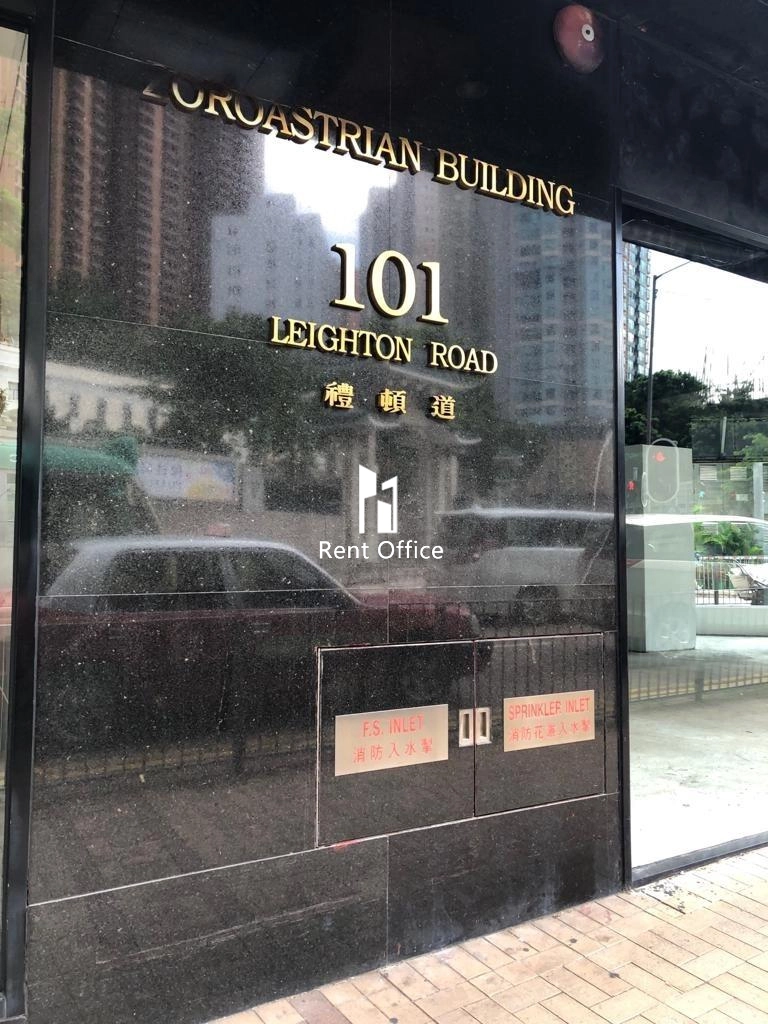 ZOROASTRIAN BUILDING
101
LEIGHTON ROAD
禮頓道
Rent Office
F.S. INLET
消防入水掣
SPRINKLER INLET
消防花灑入水掣